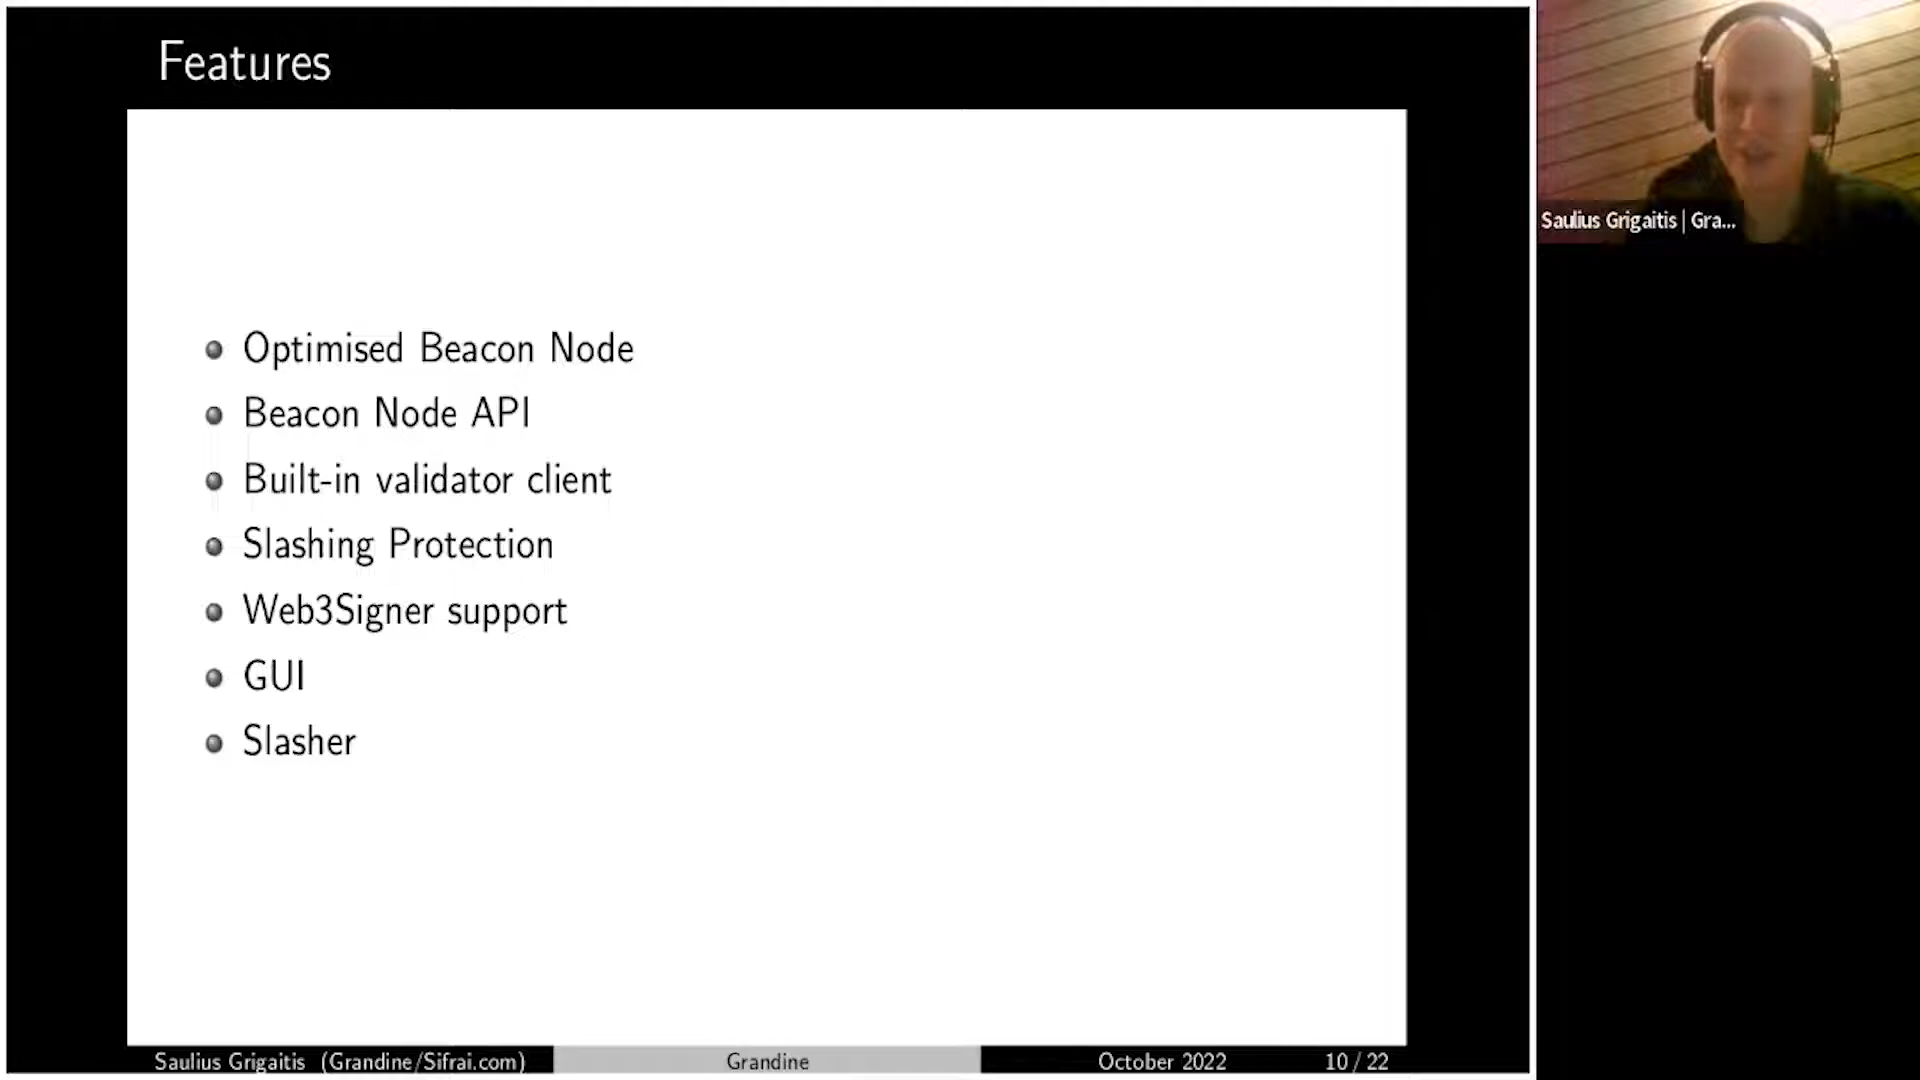 Features
Optimised Beacon Node
Beacon Node API
Built-in validator client
Slashing Protection
Web3Signer support
GUI
Slasher
Saulius Grigaitis (Grandine/Sifrai.com)
Grandine
October 2022
10 / 22
Saulius Grigaitis | Gra...